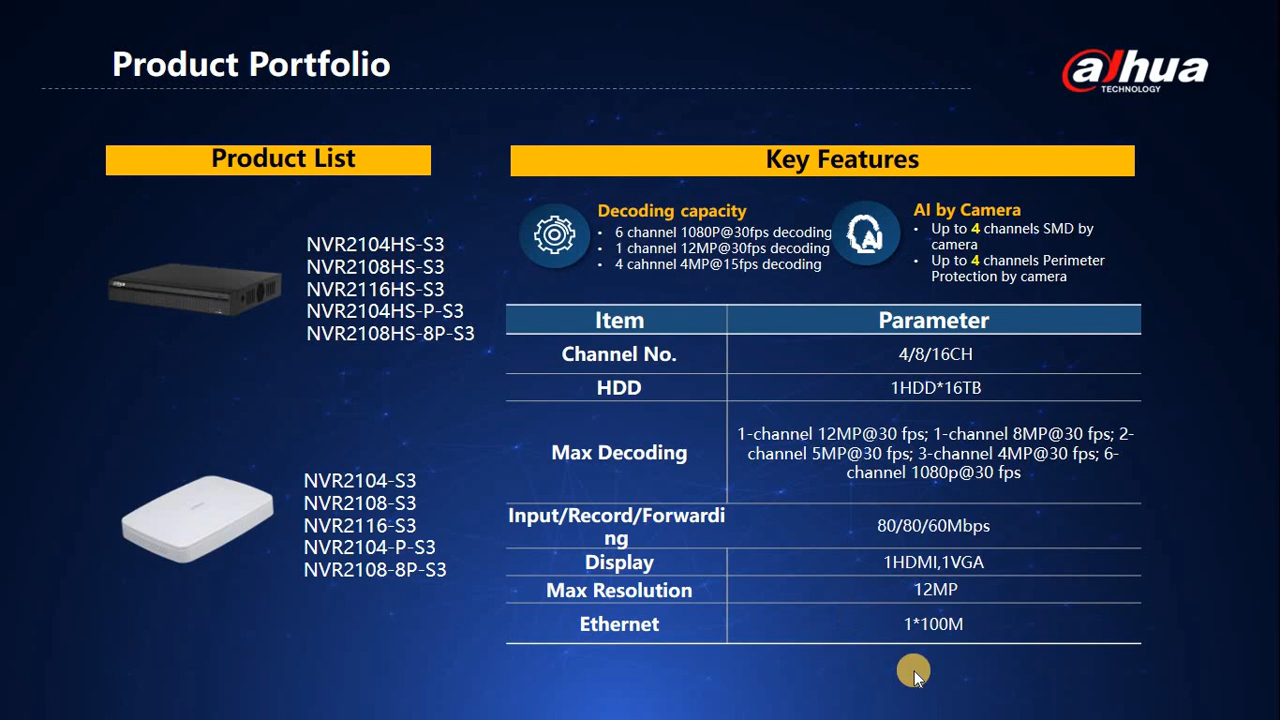 Product Portfolio
alhua
TECHNOLOGY
Product List
NVR2104HS-S3
NVR2108HS-S3
NVR2116HS-S3
NVR2104HS-P-S3
NVR2108HS-8P-S3
NVR2104-S3
NVR2108-S3
NVR2116-S3
NVR2104-P-S3
NVR2108-8P-S3
Key Features
Decoding capacity
• 6 channel 1080P@30fps decoding
• 1 channel 12MP@30fps decoding
• 4 cahnnel 4MP@15fps decoding
AI
AI by Camera
• Up to 4 channels SMD by
camera
• Up to 4 channels Perimeter
Protection by camera
Item Parameter
Channel No. 4/8/16CH
HDD 1HDD*16TB
Max Decoding
1-channel 12MP@30 fps; 1-channel 8MP@30 fps; 2-
channel 5MP@30 fps; 3-channel 4MP@30 fps; 6-
channel 1080p@30 fps
Input/Record/Forwardi
ng
80/80/60Mbps
Display 1HDMI,1VGA
Max Resolution 12MP
Ethernet 1*100M